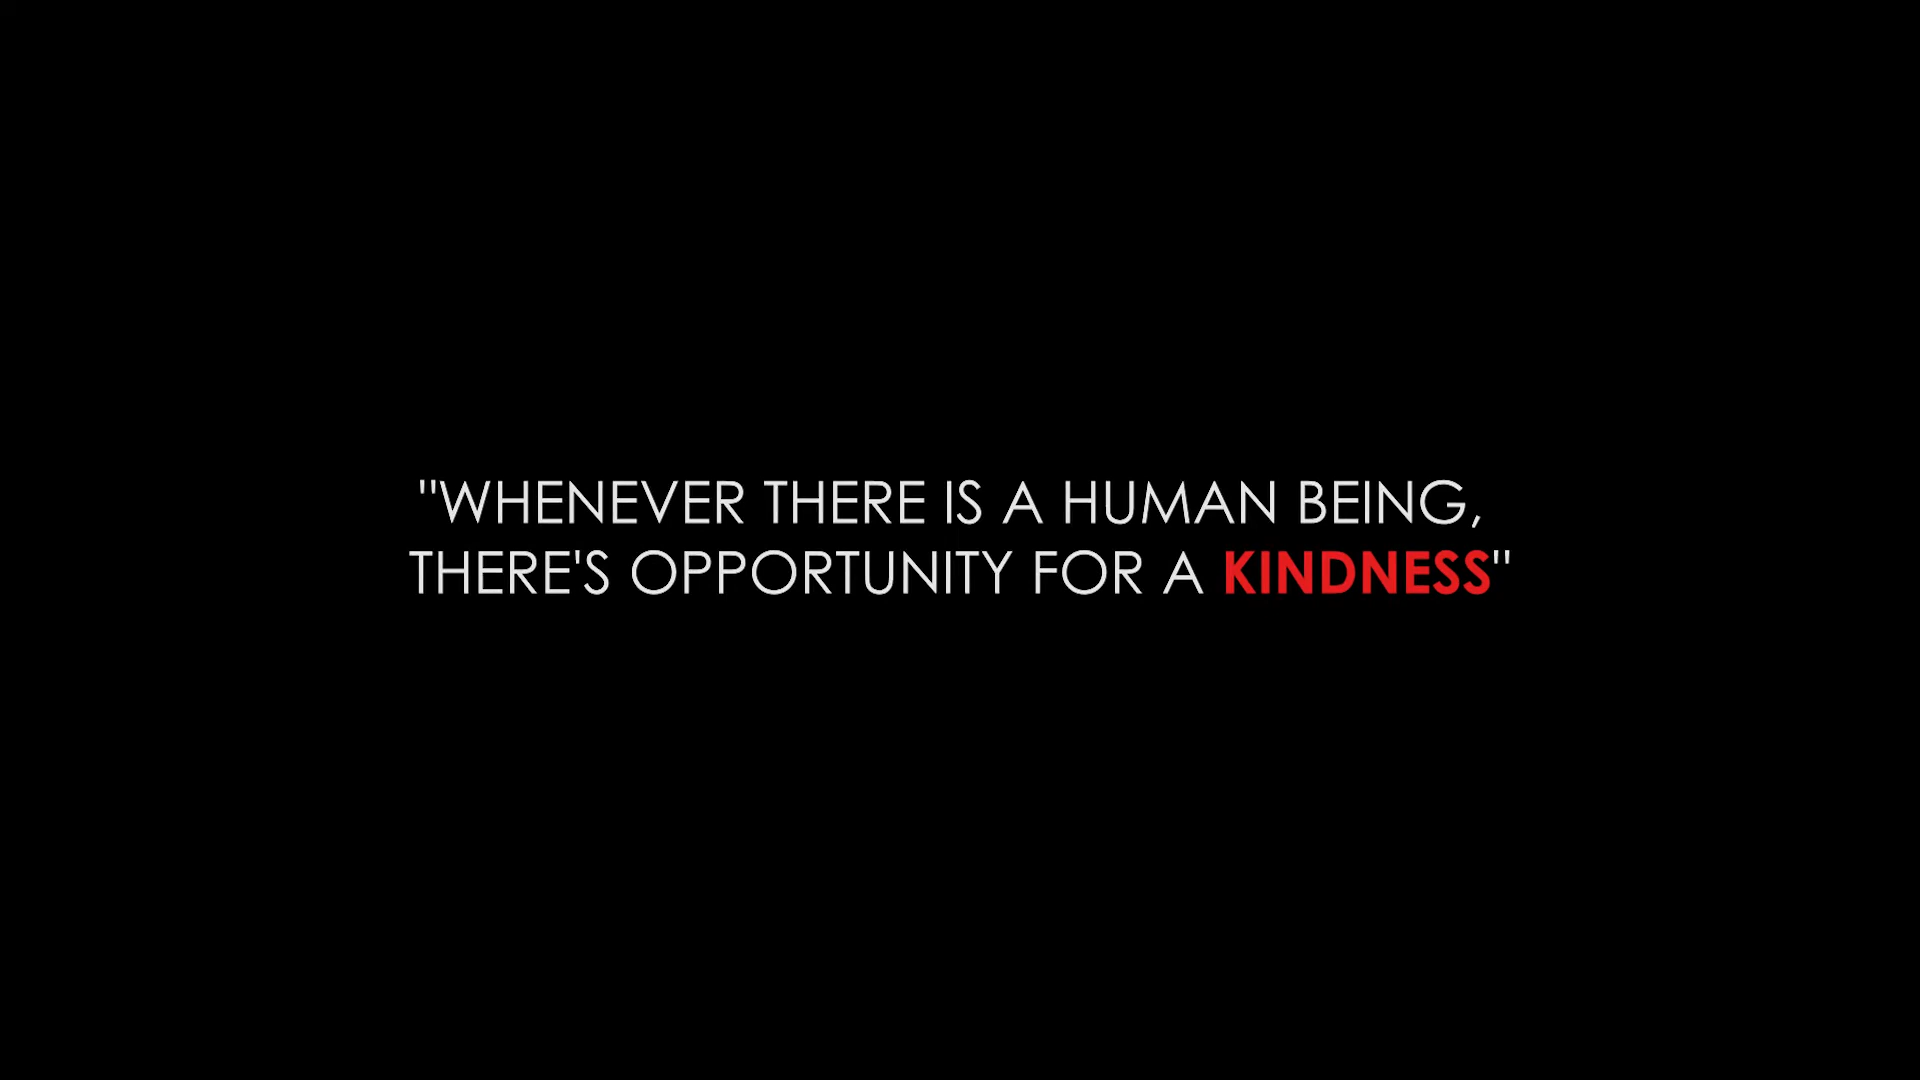 "WHENEVER THERE IS A HUMAN BEING,
THERE'S OPPORTUNITY FOR A KINDNESS"